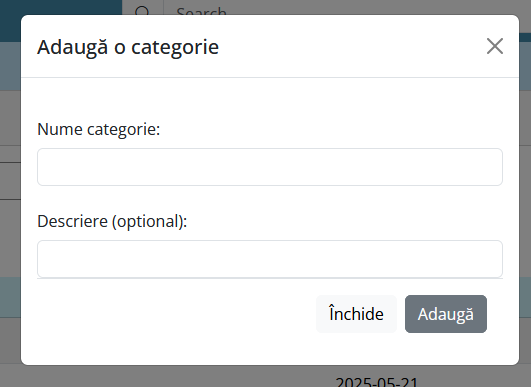 Search
Adaugă o categorie
Nume categorie:
Descriere (optional):
Închide
Adaugă
2025-05-21